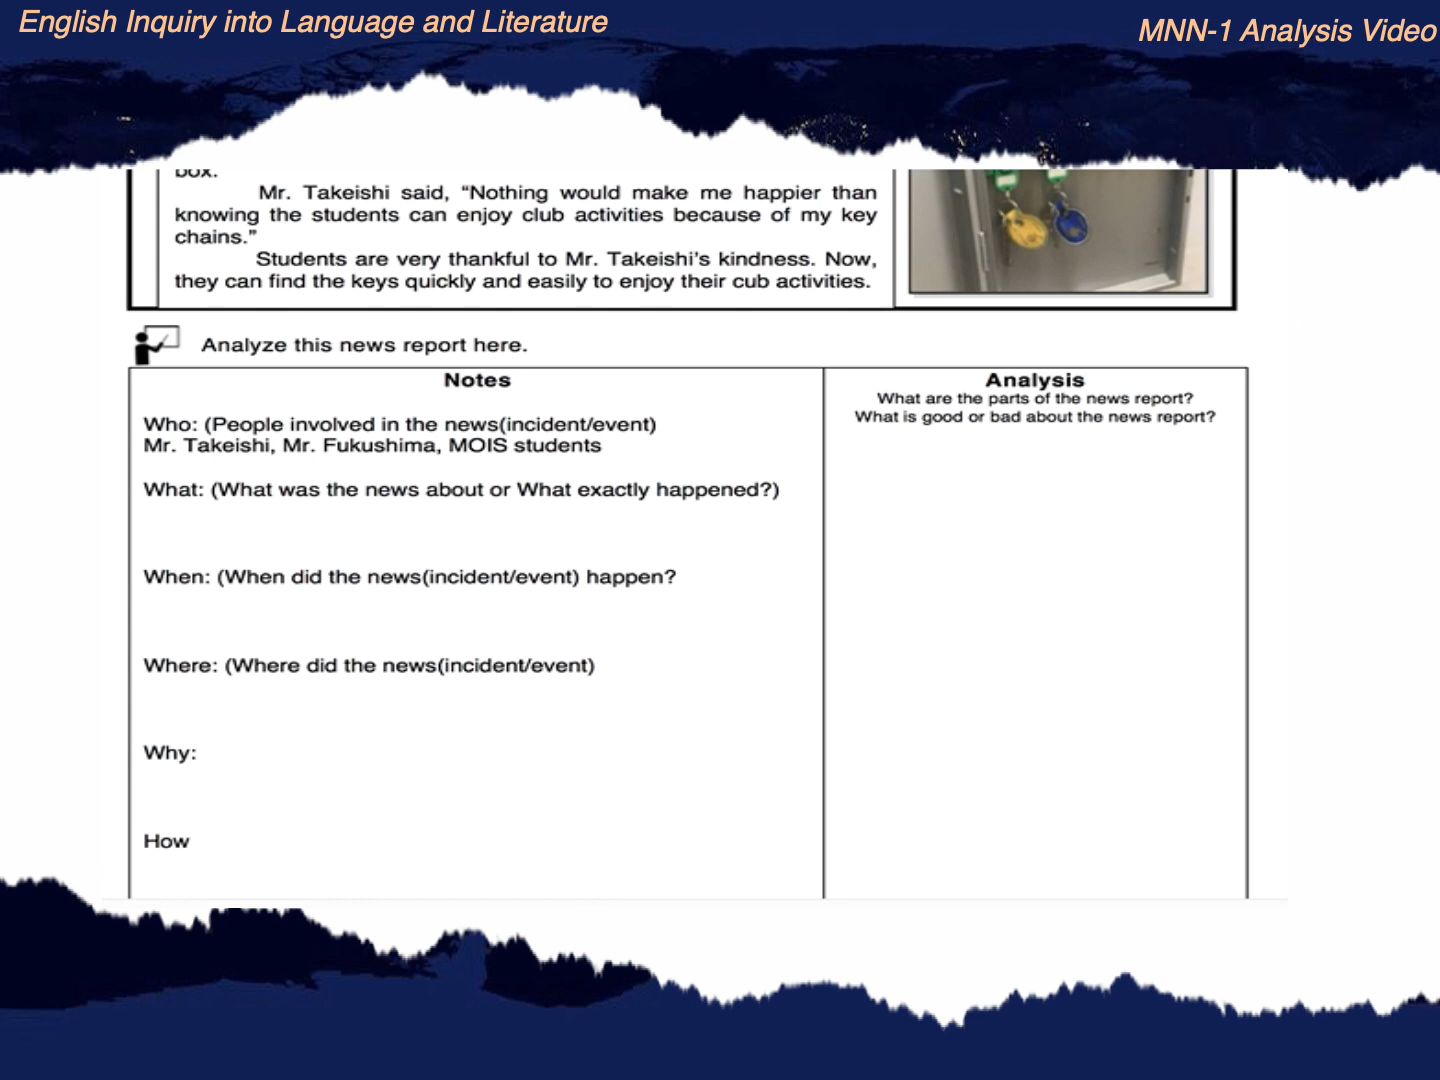 English Inquiry into Language and Literature
MNN-1 Analysis Video
box.
Mr. Takeishi said, “Nothing would make me happier than
knowing the students can enjoy club activities because of my key
chains.”
Students are very thankful to Mr. Takeishi’s kindness. Now,
they can find the keys quickly and easily to enjoy their cub activities.
Analyze this news report here.
Notes
Who: (People involved in the news(incident/event)
Mr. Takeishi, Mr. Fukushima, MOIS students
What: (What was the news about or What exactly happened?)
When: (When did the news(incident/event) happen?
Where: (Where did the news(incident/event)
Why:
How
Analysis
What are the parts of the news report?
What is good or bad about the news report?